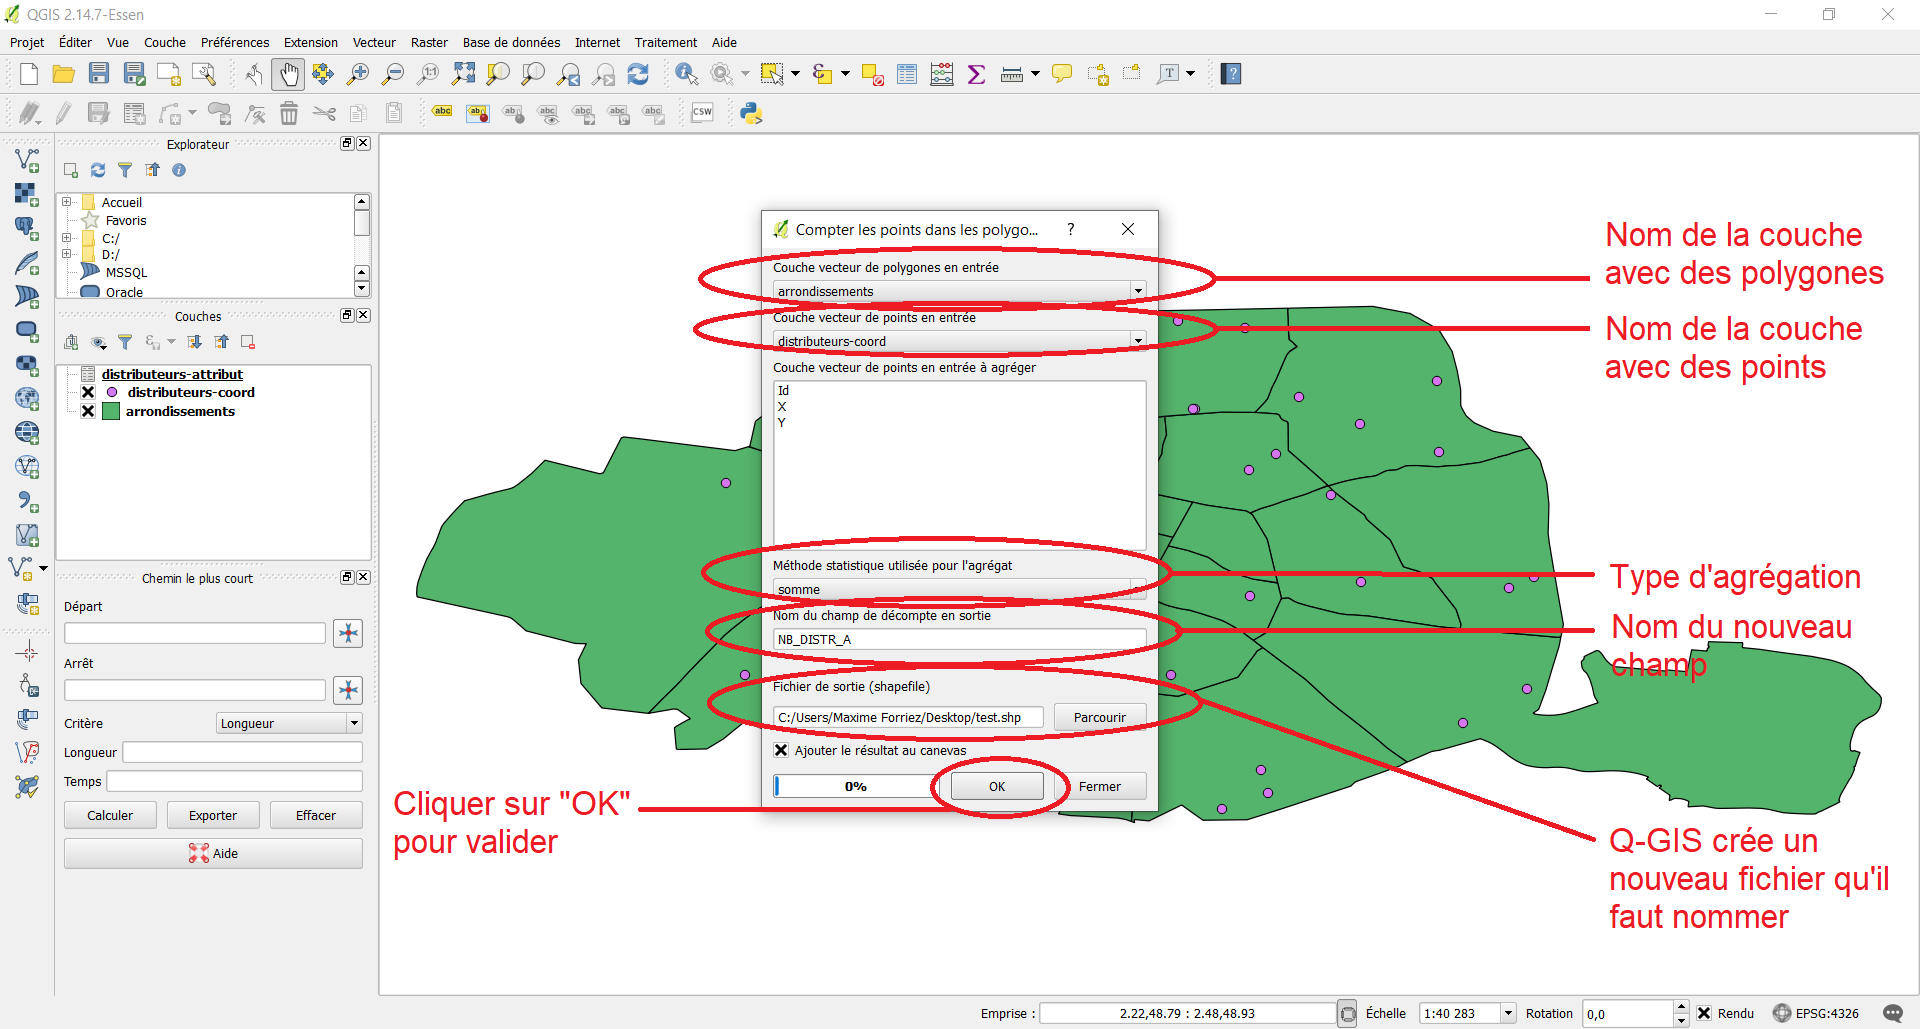 QGIS 2.14.7-Essen
Projet Éditer Vue Couche Préférences Extension Vecteur Raster Base de données Internet Traitement Aide
Explorateur
Accueil
Favoris
C:/
D:/
MSSQL
Oracle
Couches
distributeurs-attribut
distributeurs-coord
arrondissements
Chemin le plus court
Départ
Arrêt
Critère Longueur
Longueur
Temps
Calculer Exporter Effacer
Aide
Compter les points dans les polygo... ?
Couche vecteur de polygones en entrée
arrondissements
Couche vecteur de points en entrée
distributeurs-coord
Couche vecteur de points en entrée à agréger
Id
X
Y
Méthode statistique utilisée pour l'agrégat
somme
Nom du champ de décompte en sortie
NB_DISTR_A
Fichier de sortie (shapefile)
C:/Users/Maxime Forriez/Desktop/test.shp Parcourir
Ajouter le résultat au canevas
0% OK Fermer
Nom de la couche
avec des polygones
Nom de la couche
avec des points
Type d'agrégation
Nom du nouveau
champ
Q-GIS crée un
nouveau fichier qu'il
faut nommer
Cliquer sur "OK"
pour valider
abc
CSW
Emprise : 2.22,48.79 : 2.48,48.93 Échelle 1:40 283 Rotation 0,0 Rendu EPSG:4326